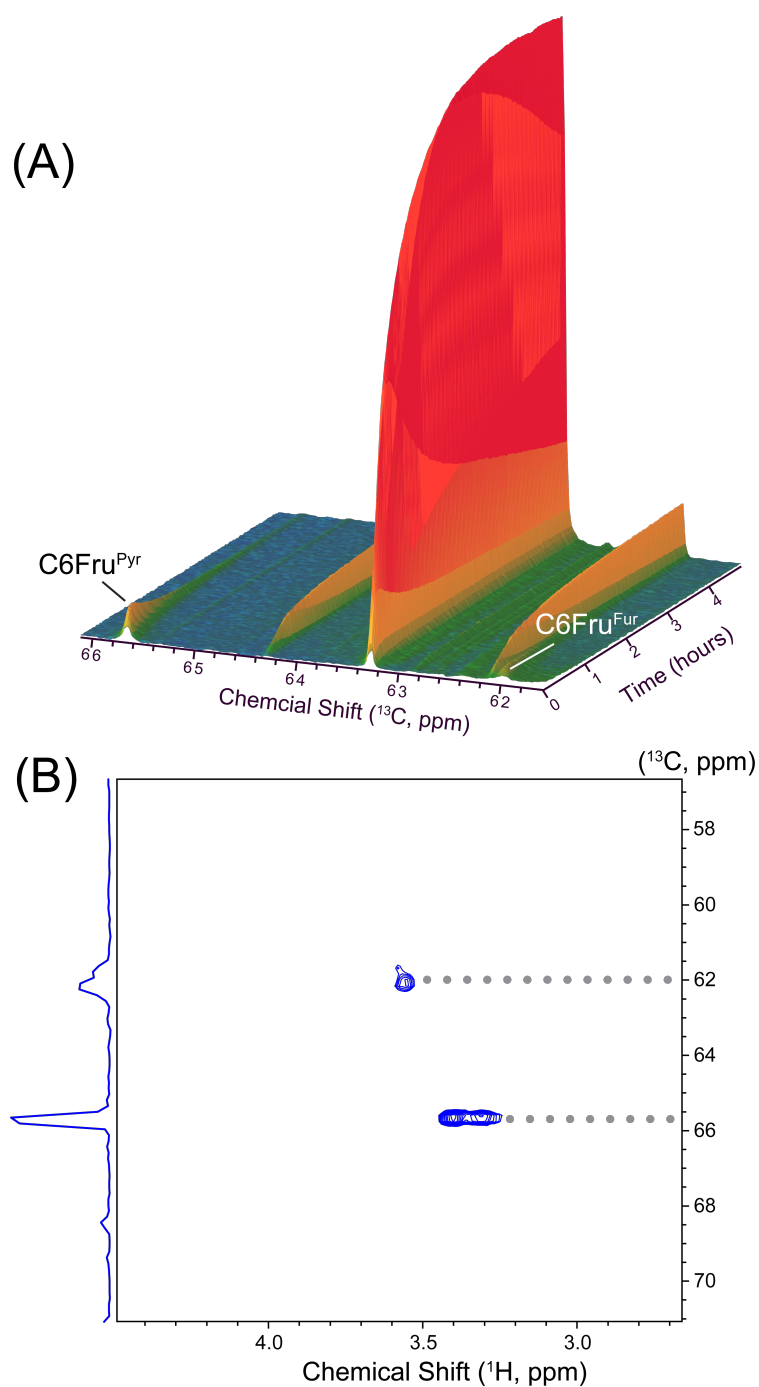 (A)
C6Fru^Pyr
C6Fru^Fur
66 65 64 63 62
Chemcial Shift (¹³C, ppm)
0 1 2 3 4
Time (hours)
(B)
(¹³C, ppm)
58
60
62
64
66
68
70
4.0 3.5 3.0
Chemical Shift (¹H, ppm)